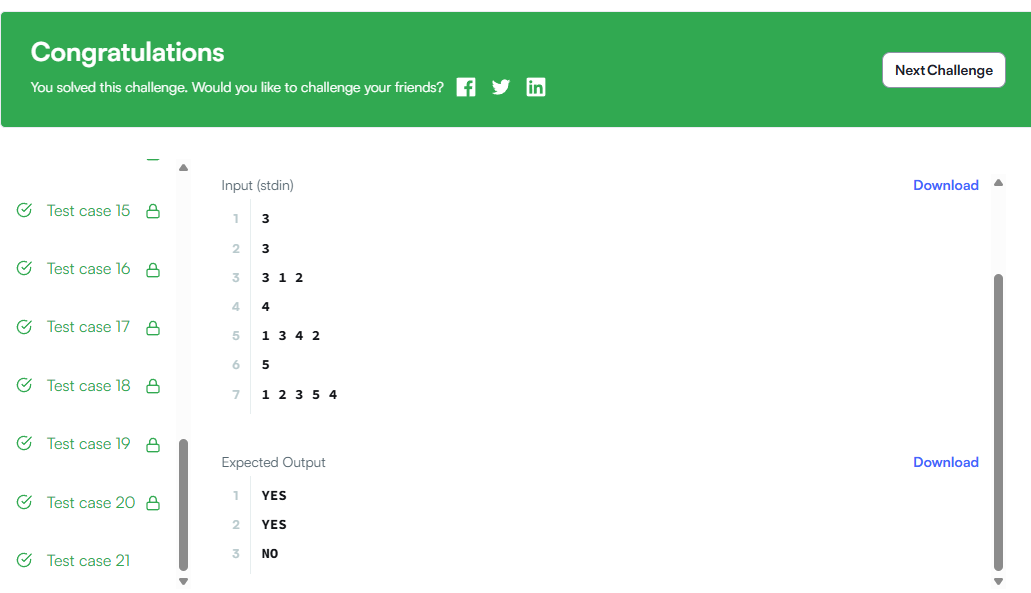 Congratulations
You solved this challenge. Would you like to challenge your friends?
Next Challenge
Test case 15
Test case 16
Test case 17
Test case 18
Test case 19
Test case 20
Test case 21
Input (stdin)
Download
1 3
2 3
3 3 1 2
4 4
5 1 3 4 2
6 5
7 1 2 3 5 4
Expected Output
Download
1 YES
2 YES
3 NO